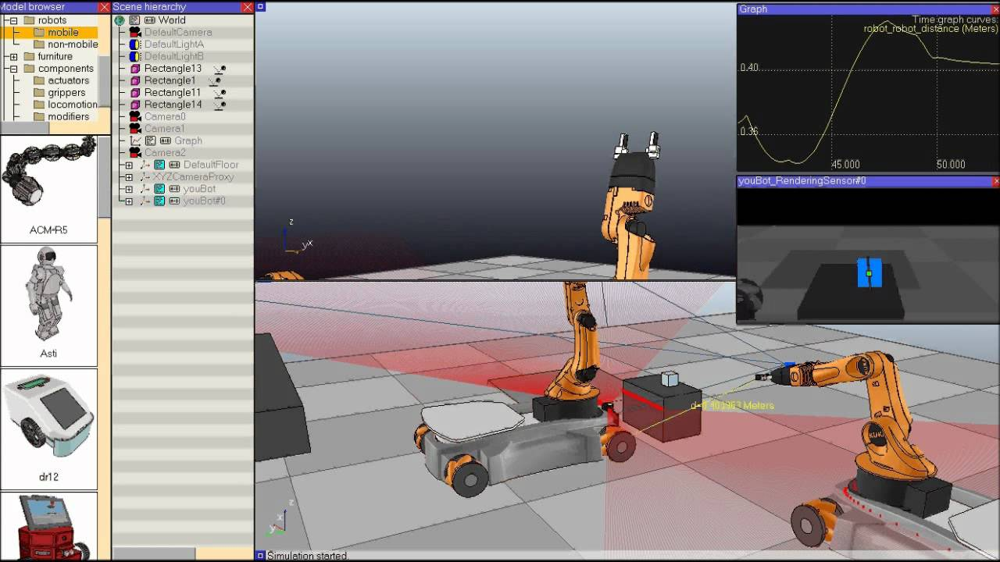 Model browser
robots
mobile
non-mobile
furniture
components
actuators
grippers
locomotion
modifiers
ACM-R5
Asti
dr12
Scene hierarchy
World
DefaultCamera
DefaultLightA
DefaultLightB
Rectangle13
Rectangle1
Rectangle11
Rectangle14
Camera0
Camera1
Graph
Camera2
DefaultFloor
XYZCameraProxy
youBot
youBot#0
z
x
y
KUKA
KUKA
Meters
z
x
y
Simulation started.
Graph
Time graph curves:
robot_robot_distance (Meters)
0.40
0.36
45.000
50.000
youBot_RenderingSensor#0